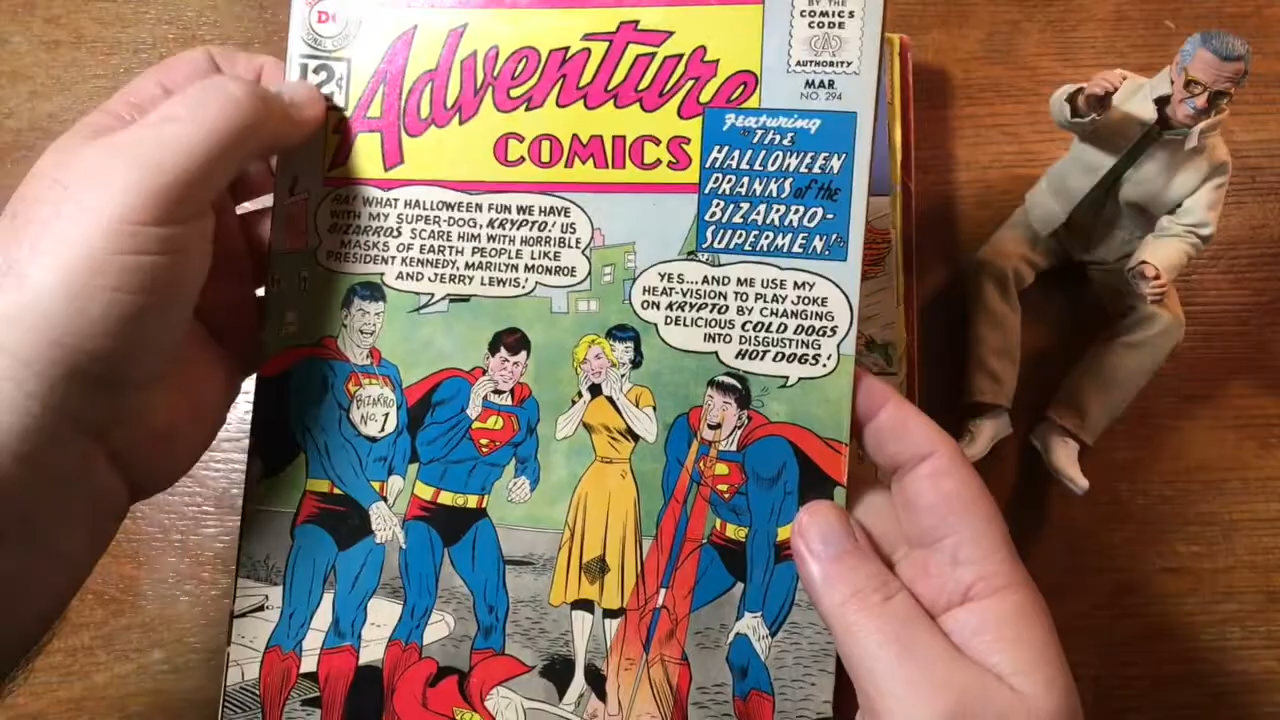 DC
12¢
Adventure
COMICS
BY THE
COMICS
CODE
CA
AUTHORITY
MAR.
NO. 294
Featuring
"The
HALLOWEEN
PRANKS of the
BIZARRO-
SUPERMEN!"
HA! WHAT HALLOWEEN FUN WE HAVE
WITH MY SUPER-DOG, KRYPTO! US
BIZARROS SCARE HIM WITH HORRIBLE
MASKS OF EARTH PEOPLE LIKE
PRESIDENT KENNEDY, MARILYN MONROE
AND JERRY LEWIS!
YES...AND ME USE MY
HEAT-VISION TO PLAY JOKE
ON KRYPTO BY CHANGING
DELICIOUS COLD DOGS
INTO DISGUSTING
HOT DOGS!
BIZARRO
NO. 1